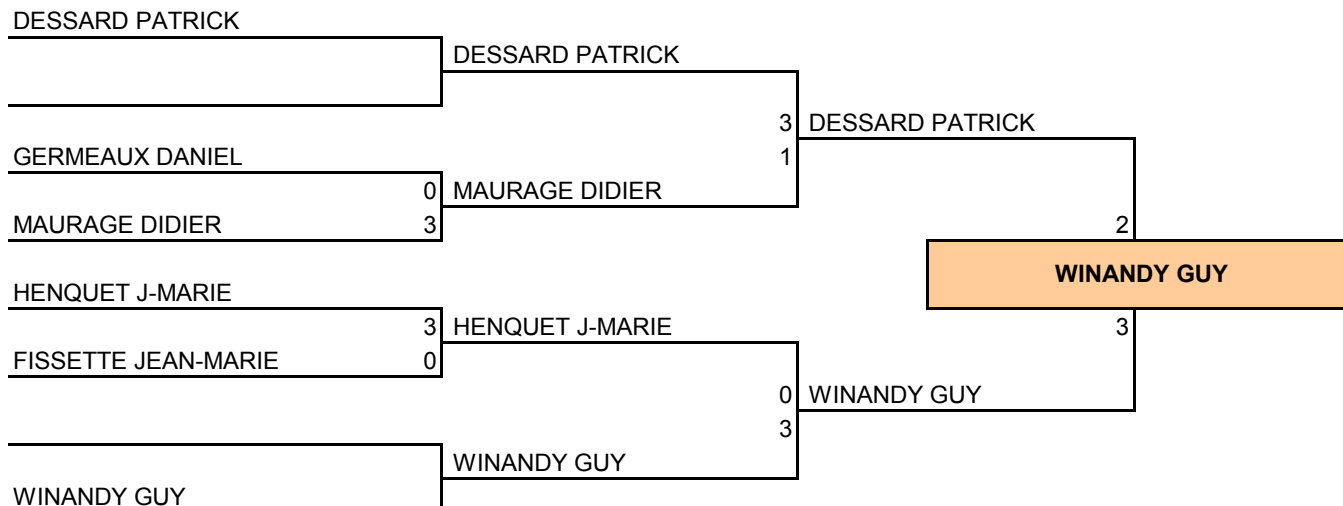 DESSARD PATRICK
DESSARD PATRICK
3 DESSARD PATRICK
GERMEAUX DANIEL
1
0 MAURAGE DIDIER
MAURAGE DIDIER 3
2
WINANDY GUY
HENQUET J-MARIE
3 HENQUET J-MARIE
3
FISSETTE JEAN-MARIE 0
0 WINANDY GUY
3
WINANDY GUY
WINANDY GUY